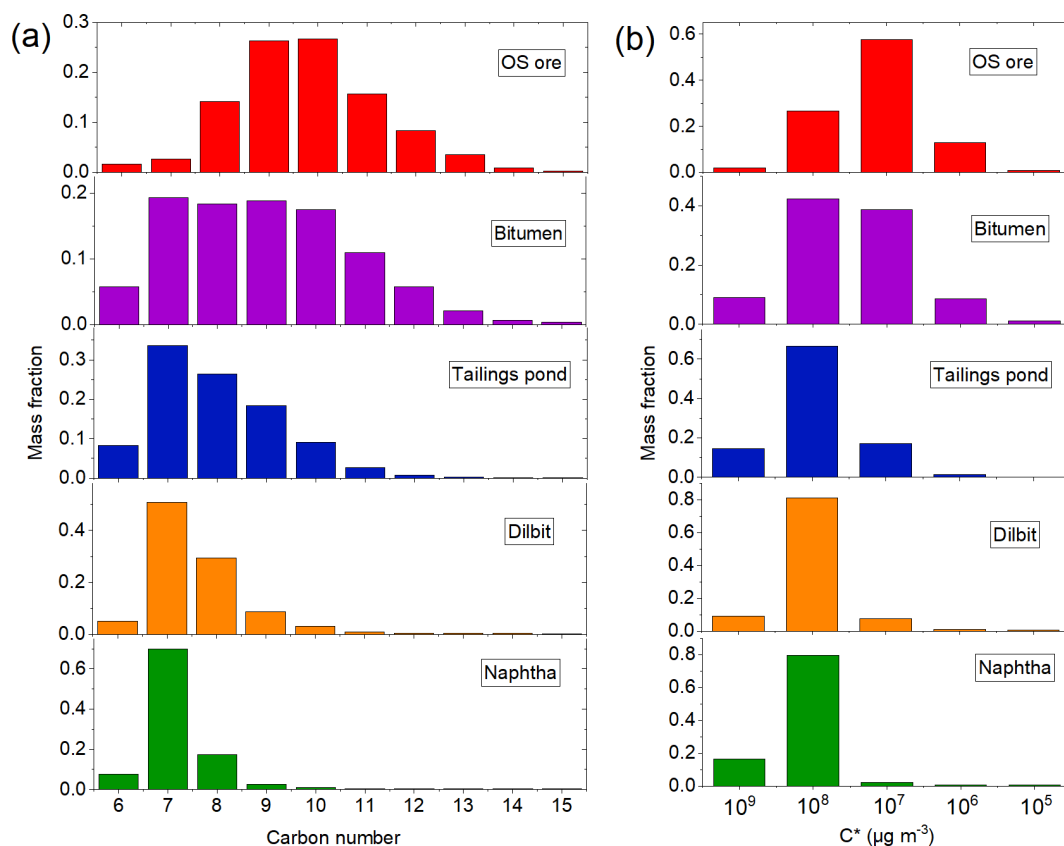 (a)
0.3
0.2
0.1
0.0
OS ore
0.2
0.1
0.0
Bitumen
0.3
0.2
0.1
0.0
Tailings pond
0.4
0.2
0.0
Dilbit
0.6
0.4
0.2
0.0
Naphtha
Mass fraction
6 7 8 9 10 11 12 13 14 15
Carbon number
(b)
0.6
0.4
0.2
0.0
OS ore
0.4
0.2
0.0
Bitumen
0.6
0.4
0.2
0.0
Tailings pond
0.8
0.6
0.4
0.2
0.0
Dilbit
0.8
0.6
0.4
0.2
0.0
Naphtha
Mass fraction
10⁹ 10⁸ 10⁷ 10⁶ 10⁵
C* (µg m⁻³)